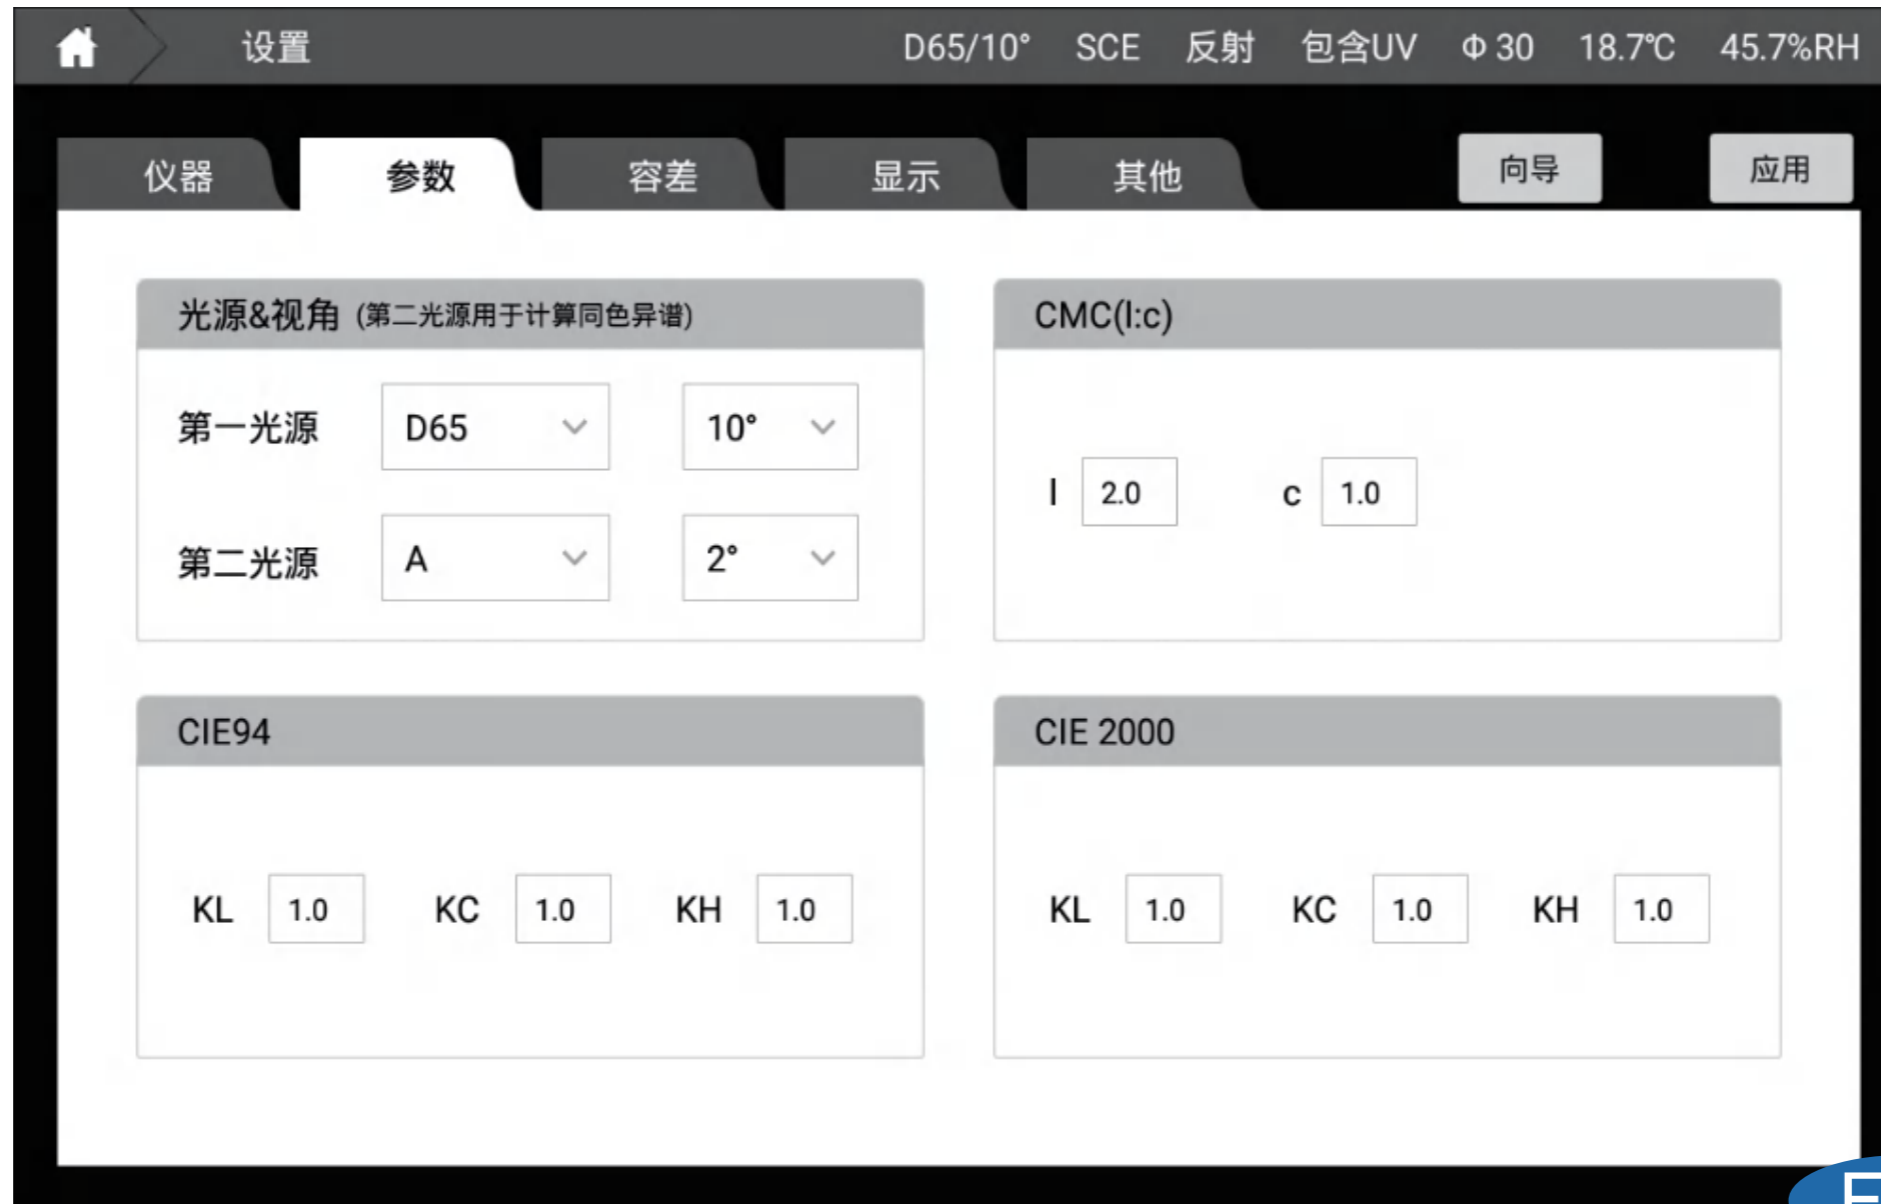 设置 D65/10° SCE 反射 包含UV Φ 30 18.7℃ 45.7%RH
仪器 参数 容差 显示 其他 向导 应用
光源&视角 (第二光源用于计算同色异谱)
第一光源 D65 10°
第二光源 A 2°
CMC(l:c)
l 2.0 c 1.0
CIE94
KL 1.0 KC 1.0 KH 1.0
CIE 2000
KL 1.0 KC 1.0 KH 1.0